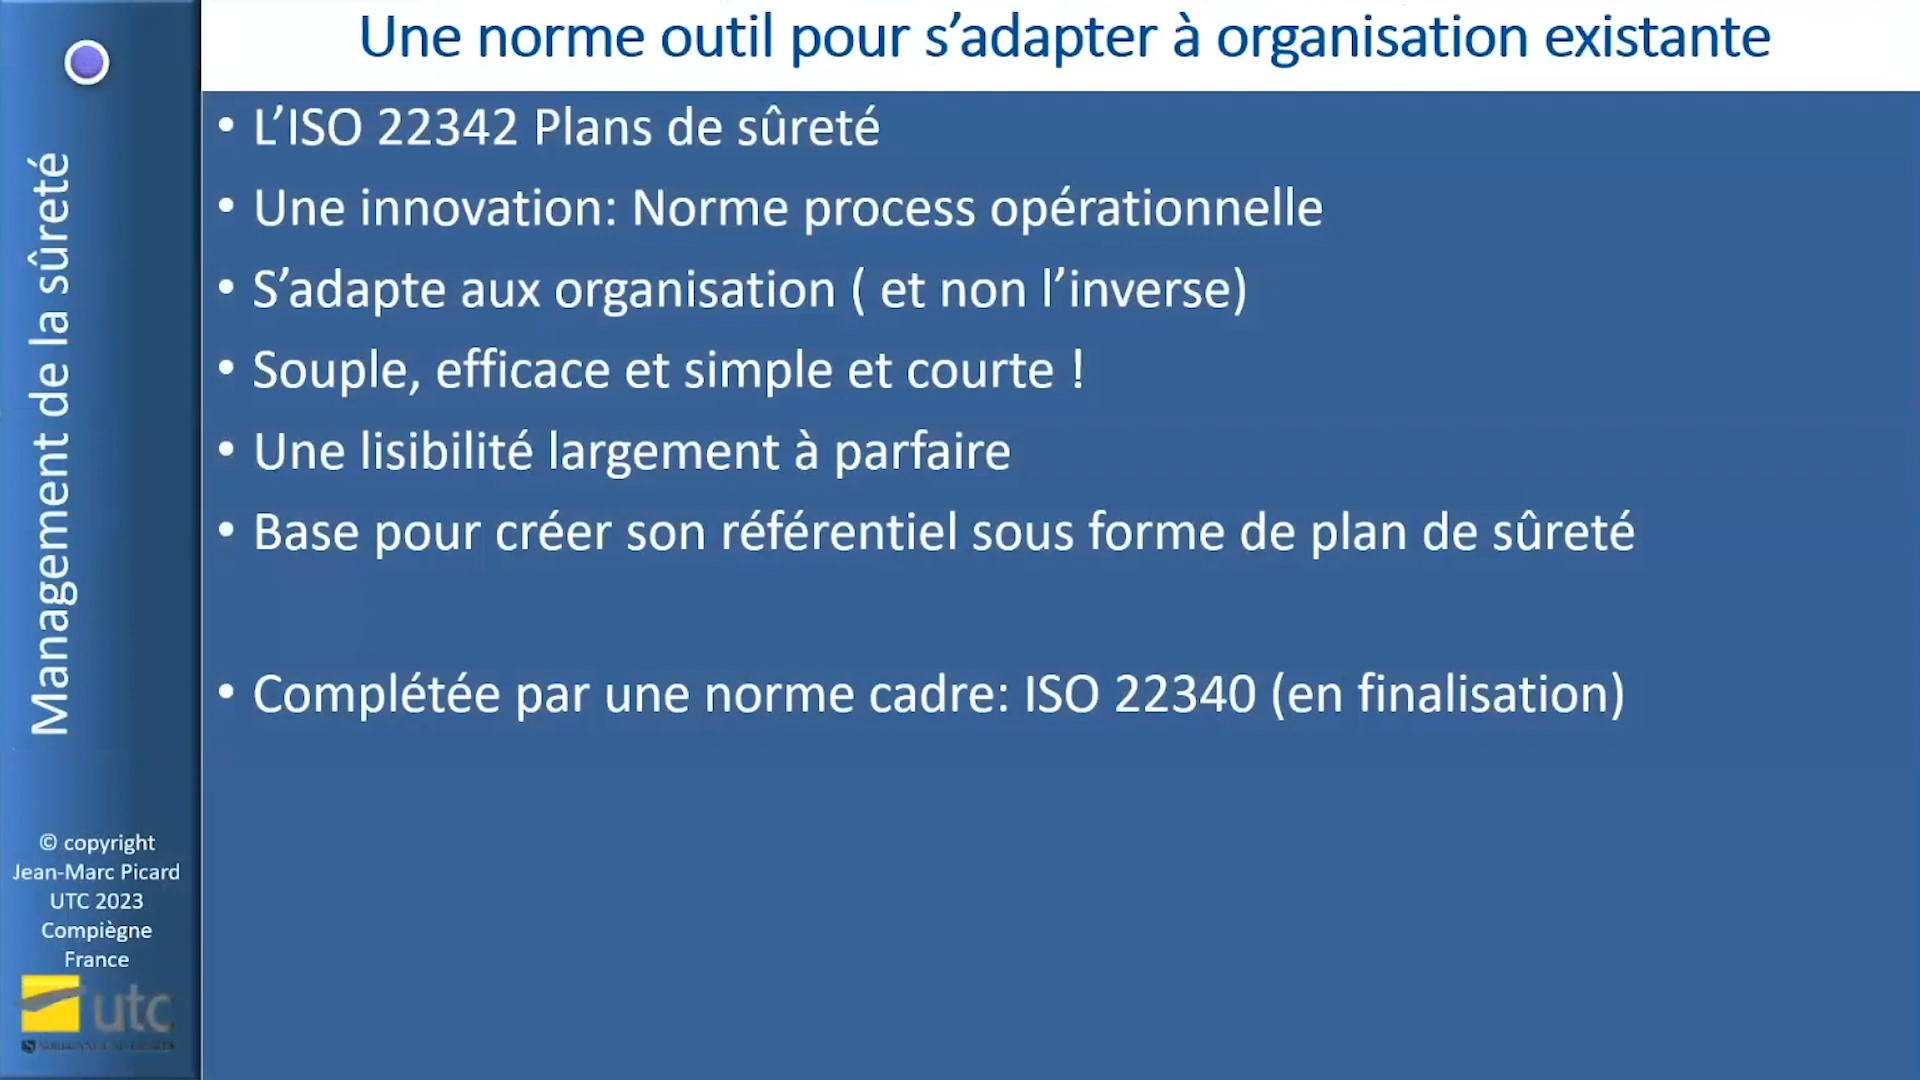 Une norme outil pour s’adapter à organisation existante
• L’ISO 22342 Plans de sûreté
• Une innovation: Norme process opérationnelle
• S’adapte aux organisation ( et non l’inverse)
• Souple, efficace et simple et courte !
• Une lisibilité largement à parfaire
• Base pour créer son référentiel sous forme de plan de sûreté
• Complétée par une norme cadre: ISO 22340 (en finalisation)
Management de la sûreté
© copyright
Jean-Marc Picard
UTC 2023
Compiègne
France
utc